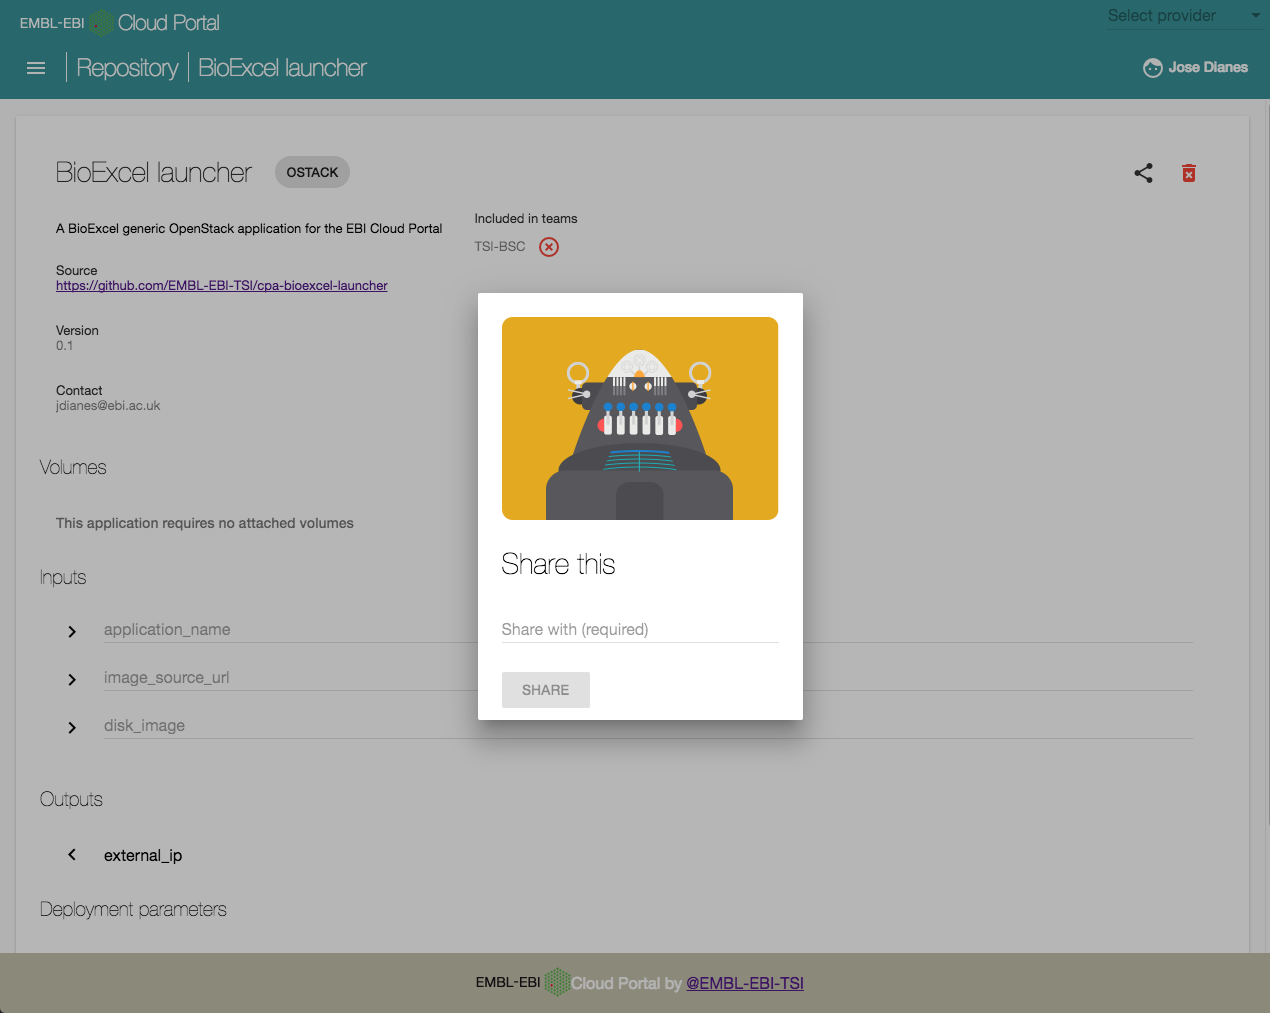 EMBL-EBI Cloud Portal
Select provider
Repository
BioExcel launcher
Jose Dianes
BioExcel launcher
OSTACK
A BioExcel generic OpenStack application for the EBI Cloud Portal
Included in teams
TSI-BSC
Source
https://github.com/EMBL-EBI-TSI/cpa-bioexcel-launcher
Version
0.1
Contact
jdianes@ebi.ac.uk
Volumes
This application requires no attached volumes
Inputs
application_name
image_source_url
disk_image
Outputs
external_ip
Deployment parameters
Share this
Share with (required)
SHARE
EMBL-EBI Cloud Portal by @EMBL-EBI-TSI